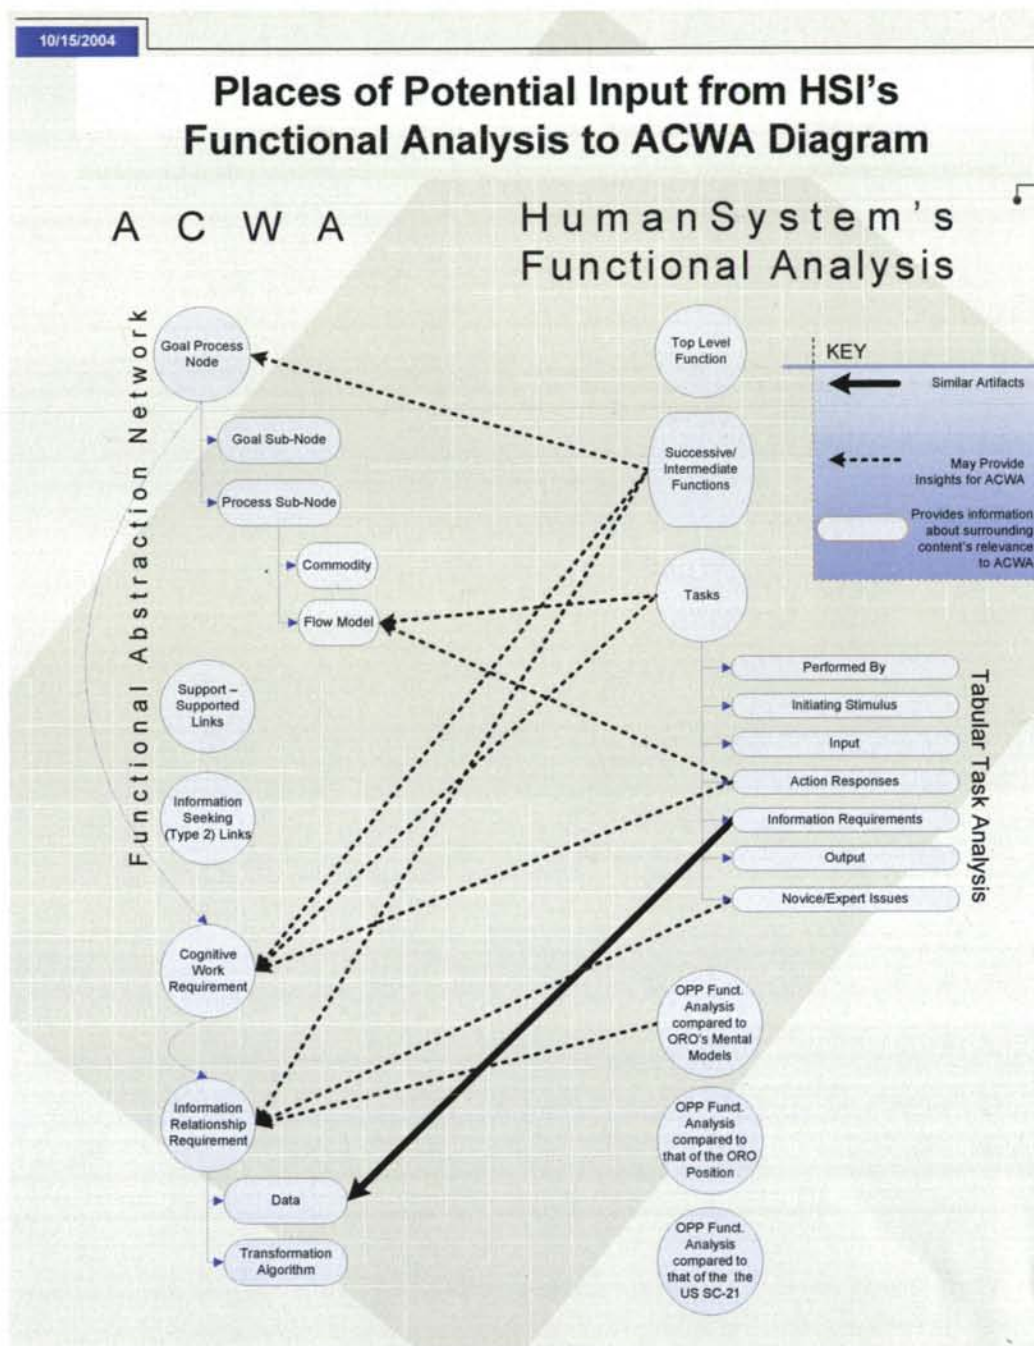 10/15/2004
Places of Potential Input from HSI's
Functional Analysis to ACWA Diagram
A C W A
HumanSystem's
Functional Analysis
Functional Abstraction Network
Goal Process
Node
Goal Sub-Node
Process Sub-Node
Commodity
Flow Model
Support –
Supported
Links
Information
Seeking
(Type 2) Links
Cognitive
Work
Requirement
Information
Relationship
Requirement
Data
Transformation
Algorithm
Top Level
Function
Successive/
Intermediate
Functions
Tasks
Performed By
Initiating Stimulus
Input
Action Responses
Information Requirements
Output
Novice/Expert Issues
Tabular Task Analysis
OPP Funct.
Analysis
compared to
ORO's Mental
Models
OPP Funct.
Analysis
compared to
that of the ORO
Position
OPP Funct.
Analysis
compared to
that of the the
US SC-21
KEY
Similar Artifacts
May Provide
Insights for ACWA
Provides information
about surrounding
content's relevance
to ACWA